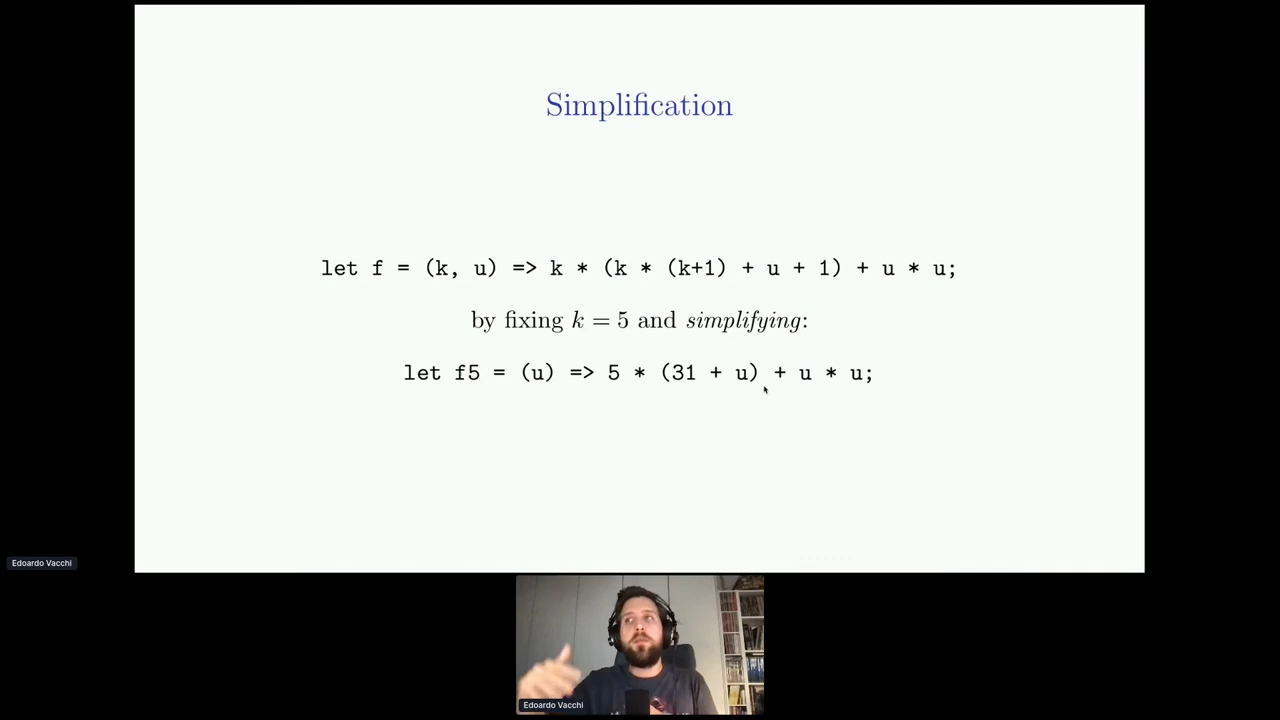 Simplification
let f = (k, u) => k * (k * (k+1) + u + 1) + u * u;
by fixing k = 5 and simplifying:
let f5 = (u) => 5 * (31 + u) + u * u;
Edoardo Vacchi
Edoardo Vacchi